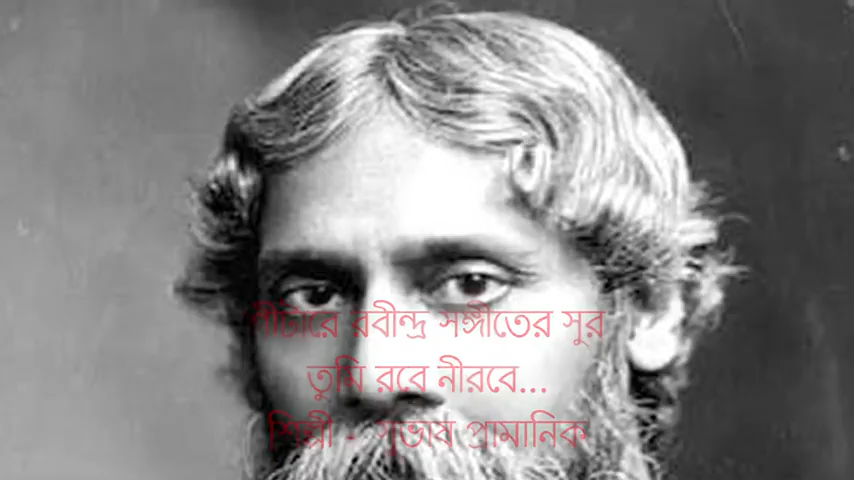 গীটারে রবীন্দ্র সঙ্গীতের সুর
তুমি রবে নীরবে...
শিল্পী - সুভাষ প্রামানিক